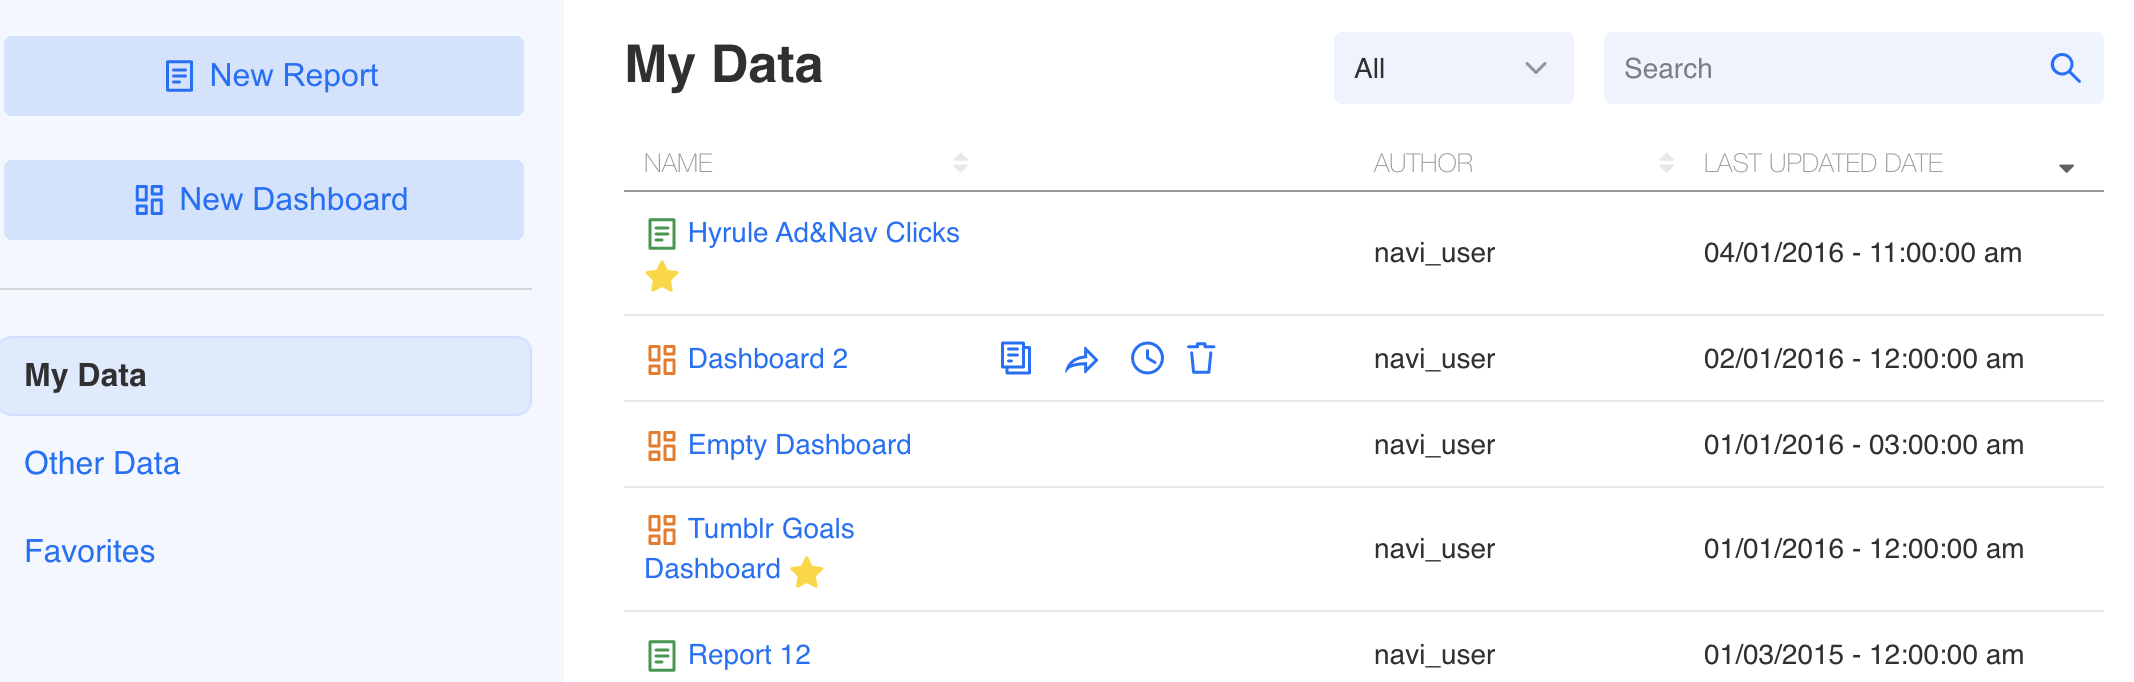 New Report
New Dashboard
My Data
Other Data
Favorites
My Data
All
Search
NAME AUTHOR LAST UPDATED DATE
Hyrule Ad&Nav Clicks navi_user 04/01/2016 - 11:00:00 am
Dashboard 2 navi_user 02/01/2016 - 12:00:00 am
Empty Dashboard navi_user 01/01/2016 - 03:00:00 am
Tumblr Goals
Dashboard navi_user 01/01/2016 - 12:00:00 am
Report 12 navi_user 01/03/2015 - 12:00:00 am